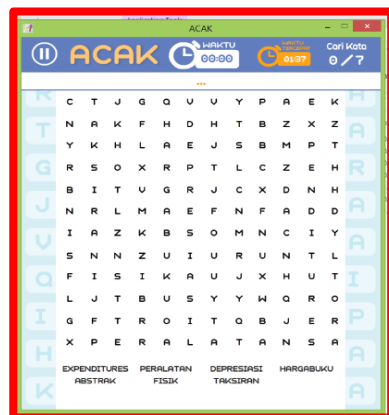 ACAK
ACAK
WAKTU
00:00
WAKTU
01:37
Cari Kata
0 / 7
...
C T J G Q U U Y P A E K
N A K F H D H T B Z X Z
Y K H L A E J S B M P T
R S O X R P T L C Z E H
B I T V G R J C X D N H
N R L M A E F N F A D D
I A Z K B S O M N C I Y
S N N Z U I U R U N T L
F I S I K A U J X H U T
L J T B U S Y Y W Q R O
G F T R O I T Q B J E R
X P E R A L A T A N S A
EXPENDITURES PERALATAN DEPRESIASI HARGABUKU
ABSTRAK FISIK TAKSIRAN